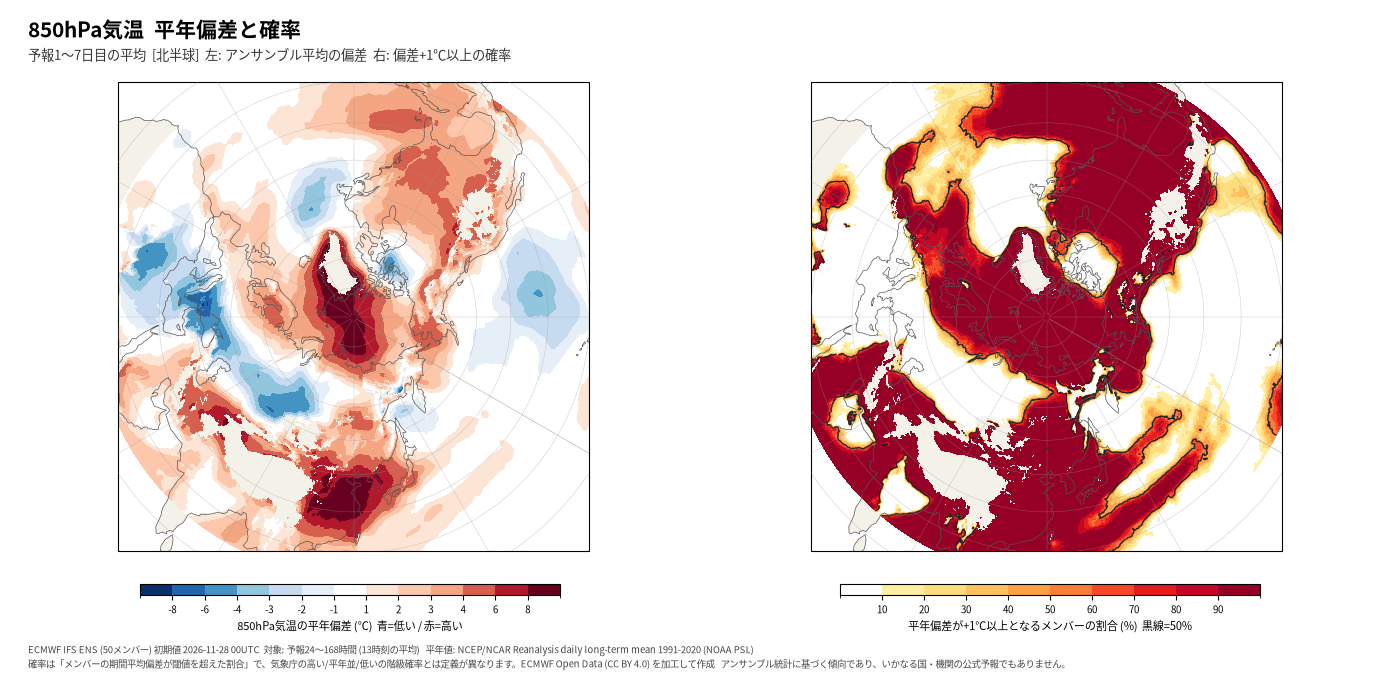 850hPa気温 平年偏差と確率
予報1〜7日目の平均 [北半球] 左: アンサンブル平均の偏差 右: 偏差+1℃以上の確率
-8 -6 -4 -3 -2 -1 1 2 3 4 6 8
850hPa気温の平年偏差 (℃) 青=低い / 赤=高い
10 20 30 40 50 60 70 80 90
平年偏差が+1℃以上となるメンバーの割合 (%) 黒線=50%
ECMWF IFS ENS (50メンバー) 初期値 2026-11-28 00UTC 対象: 予報24〜168時間 (13時刻の平均) 平年値: NCEP/NCAR Reanalysis daily long-term mean 1991-2020 (NOAA PSL)
確率は「メンバーの期間平均偏差が閾値を超えた割合」で、気象庁の高い/平年並/低いの階級確率とは定義が異なります。ECMWF Open Data (CC BY 4.0) を加工して作成 アンサンブル統計に基づく傾向であり、いかなる国・機関の公式予報でもありません。